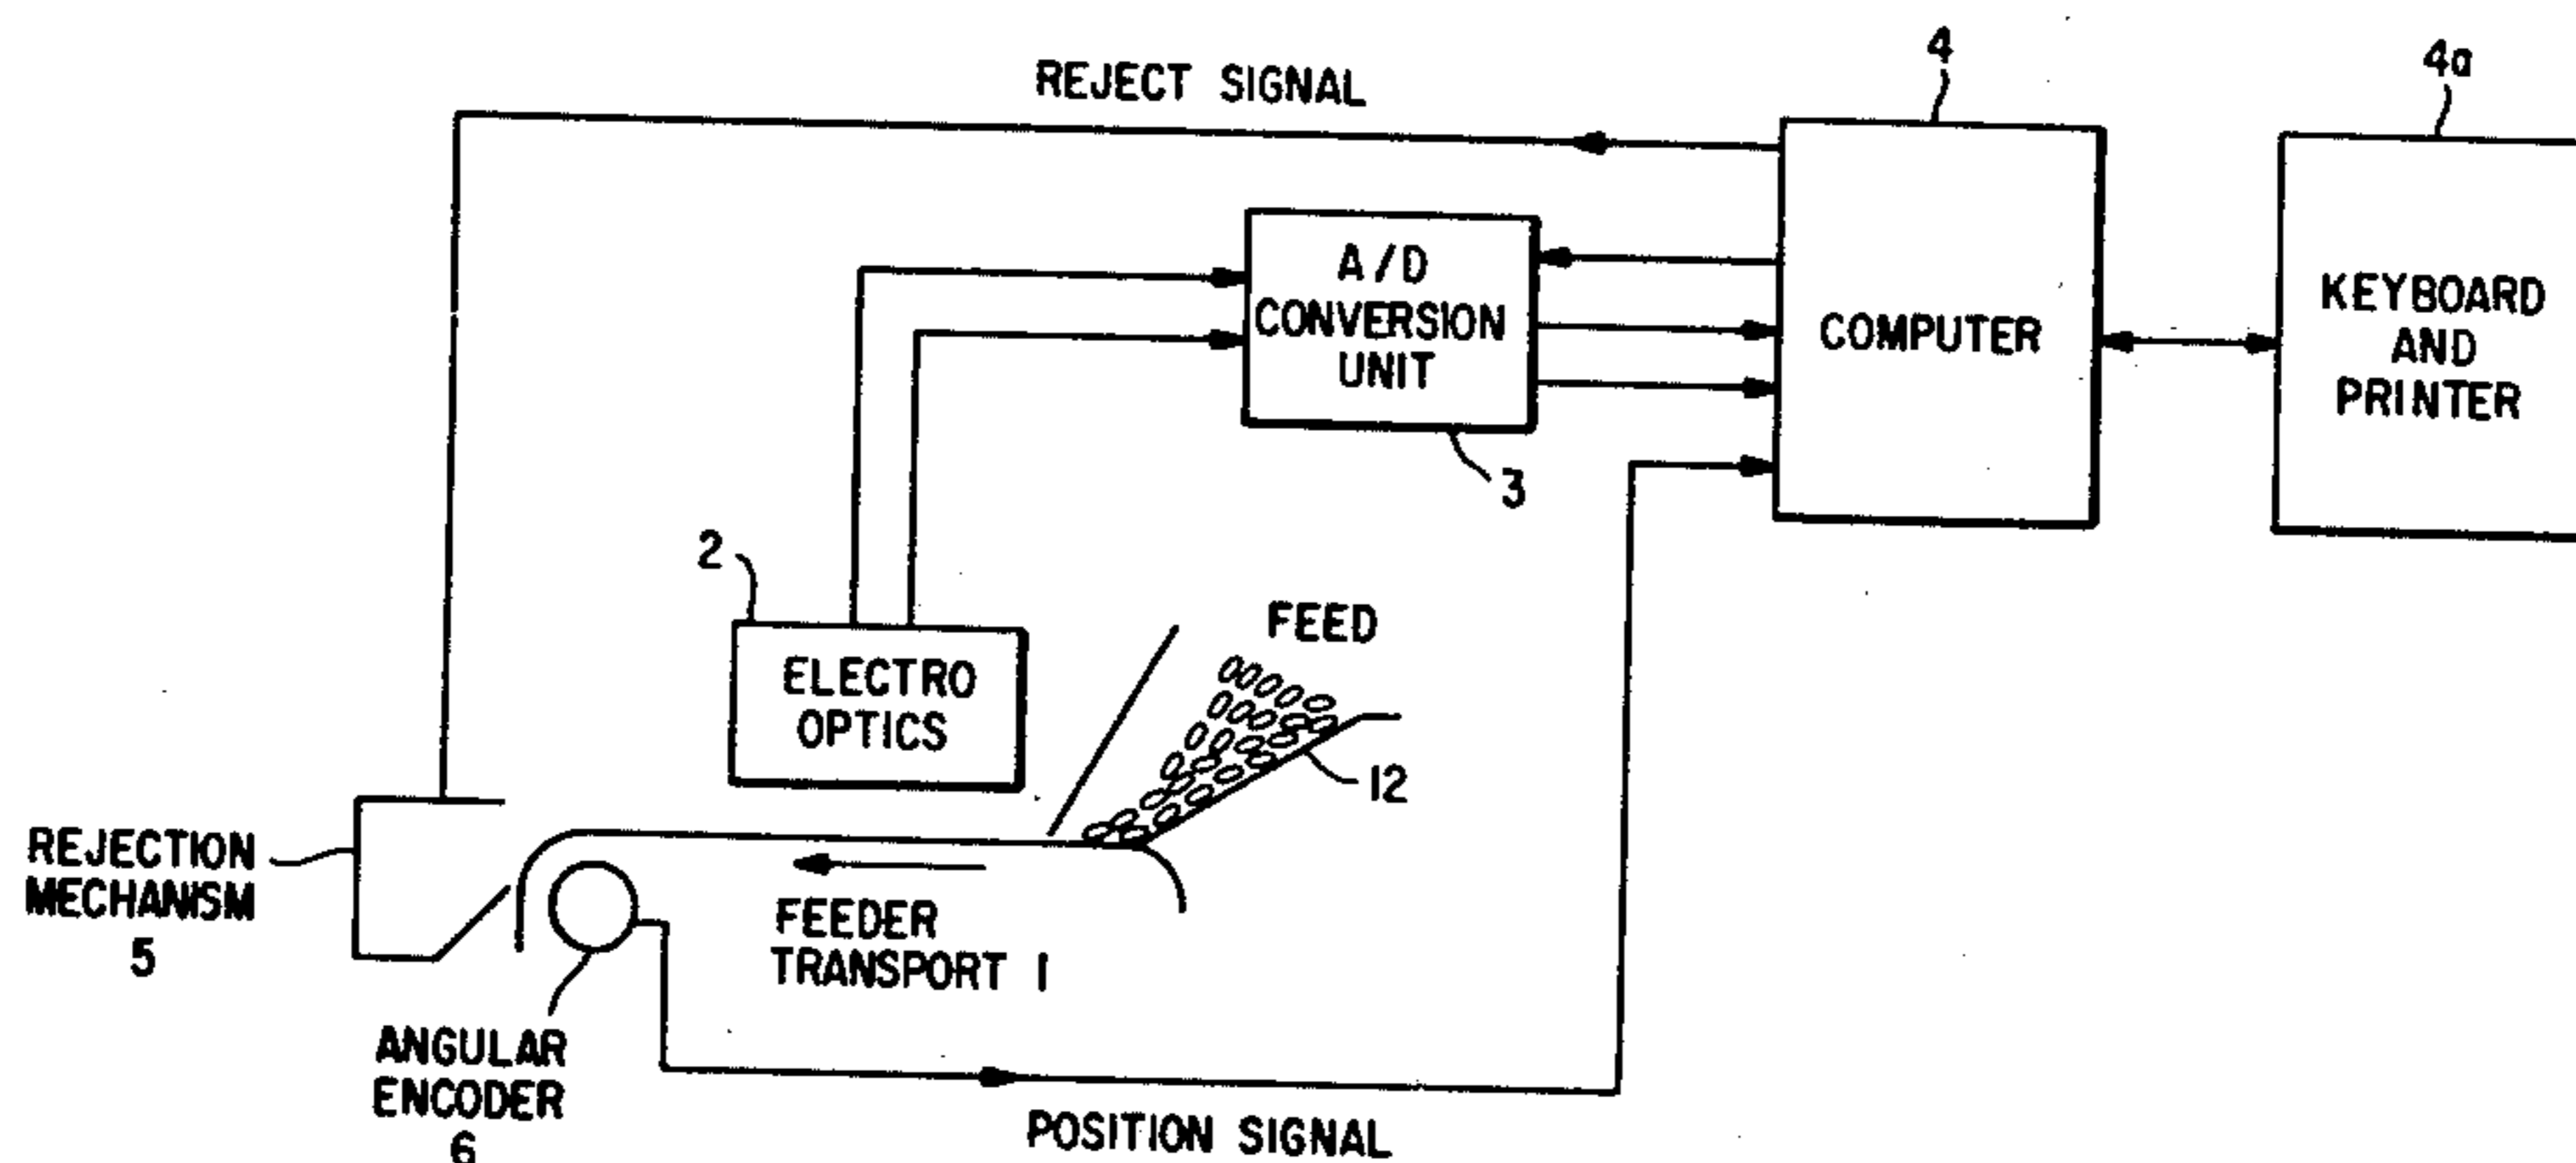 REJECT SIGNAL
4
4a
A/D
CONVERSION
UNIT
3
COMPUTER
KEYBOARD
AND
PRINTER
2
ELECTRO
OPTICS
FEED
12
REJECTION
MECHANISM
5
FEEDER
TRANSPORT 1
ANGULAR
ENCODER
6
POSITION SIGNAL